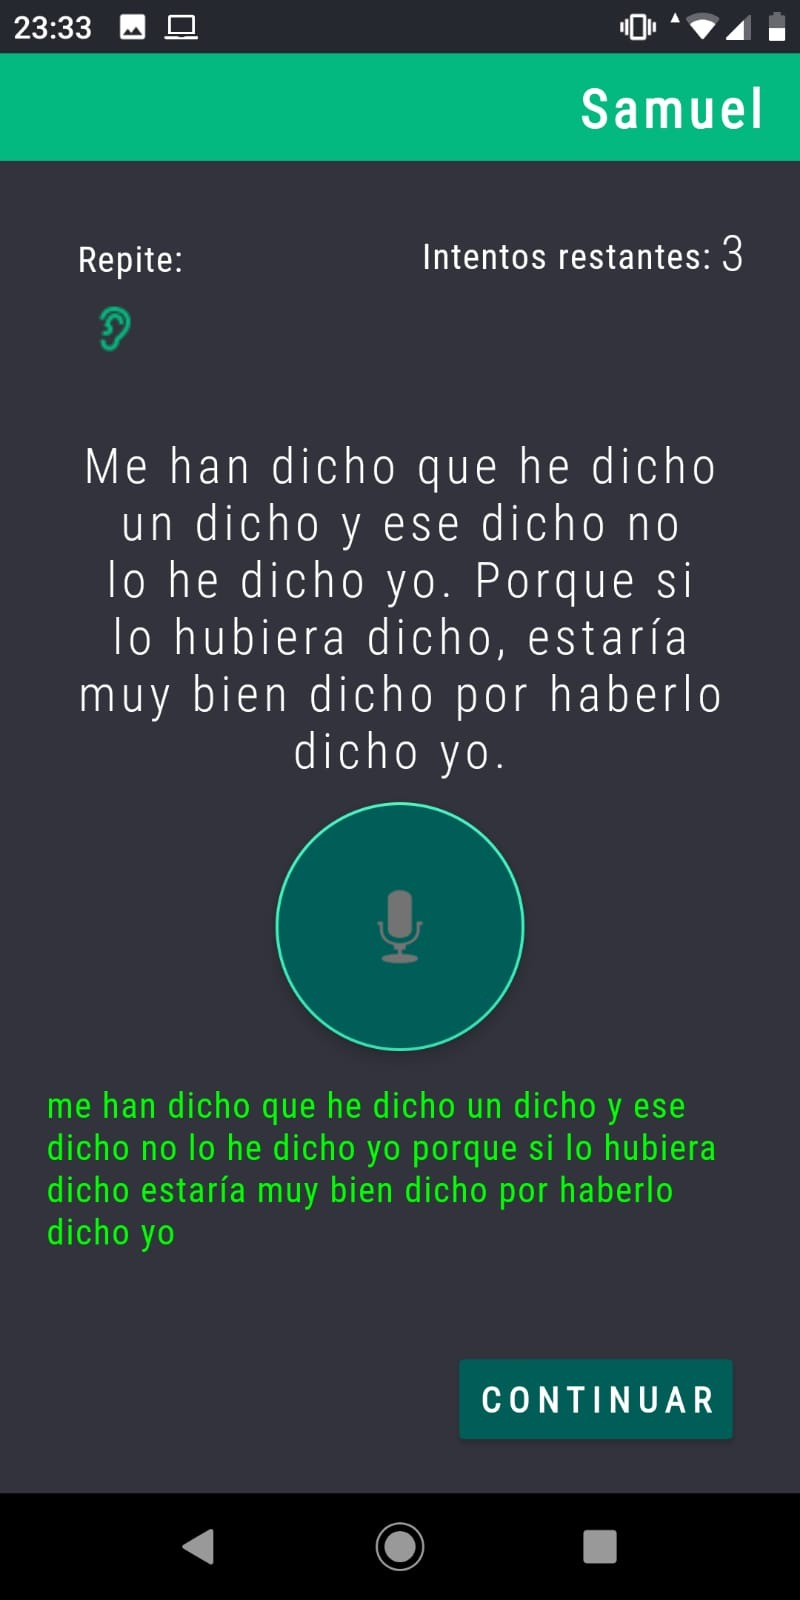 23:33
Samuel
Repite:
Intentos restantes: 3
Me han dicho que he dicho
un dicho y ese dicho no
lo he dicho yo. Porque si
lo hubiera dicho, estaría
muy bien dicho por haberlo
dicho yo.
me han dicho que he dicho un dicho y ese
dicho no lo he dicho yo porque si lo hubiera
dicho estaría muy bien dicho por haberlo
dicho yo
CONTINUAR